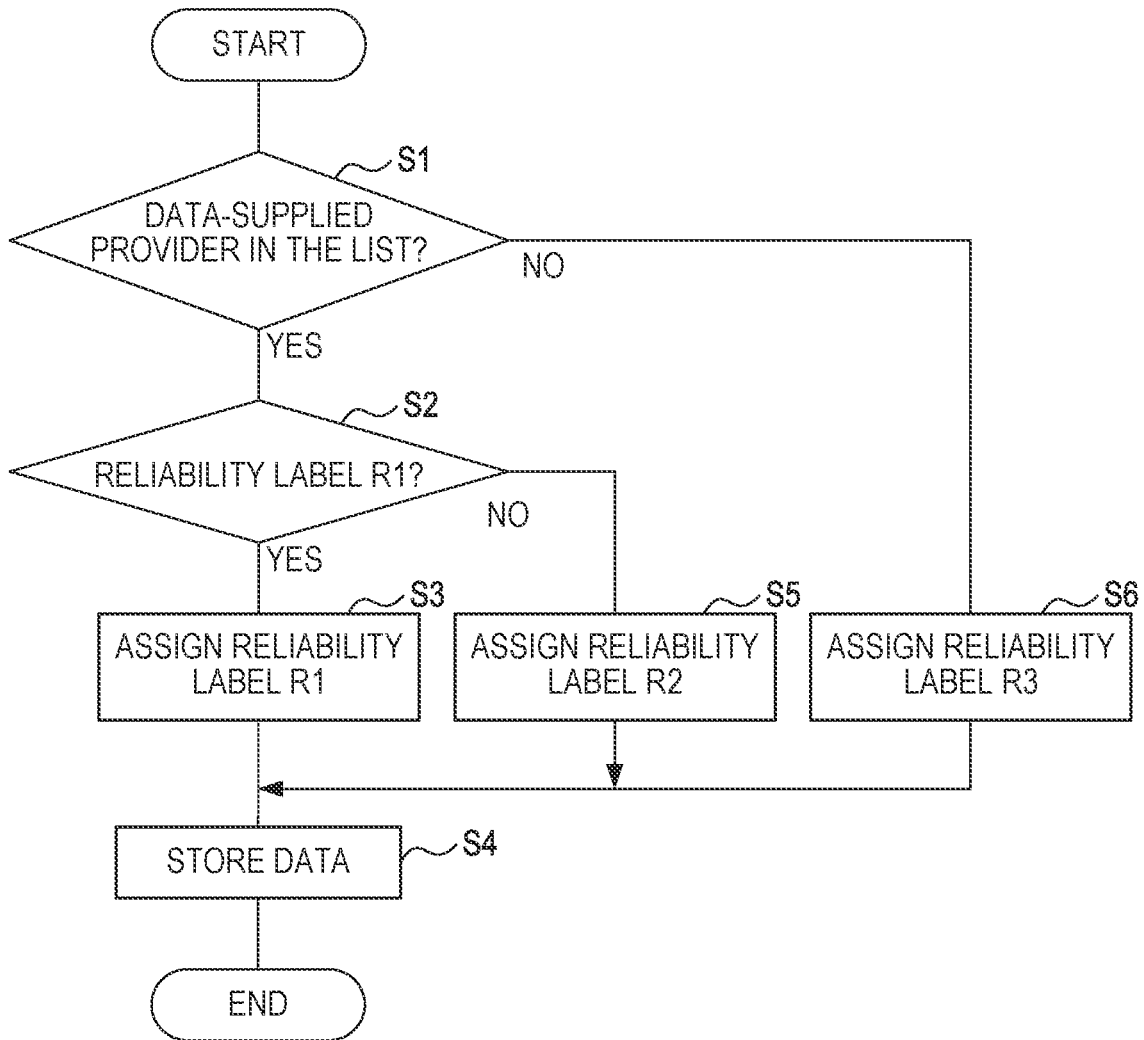 START
S1
DATA-SUPPLIED
PROVIDER IN THE LIST?
NO
YES
S2
RELIABILITY LABEL R1?
NO
YES
S3
ASSIGN RELIABILITY
LABEL R1
S5
ASSIGN RELIABILITY
LABEL R2
S6
ASSIGN RELIABILITY
LABEL R3
S4
STORE DATA
END